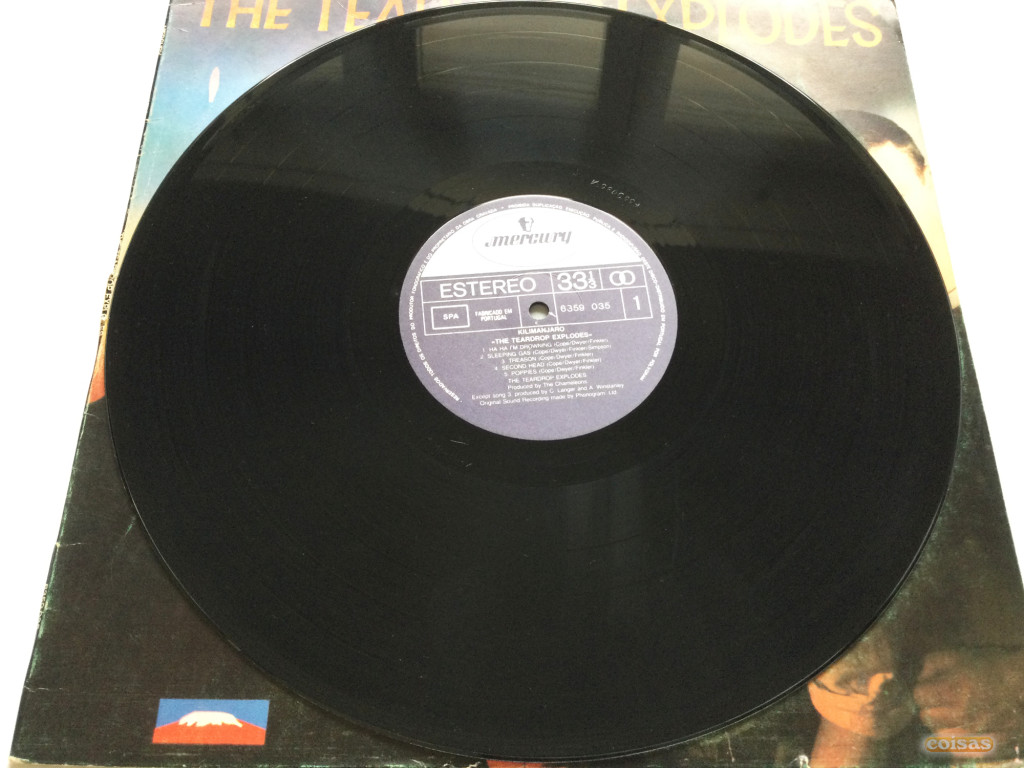 THE TEA EXPLODES
mercury
ESTEREO
33 1/3
SPA
FABRICADO EM
PORTUGAL
6359 035
1
KILIMANJARO
«THE TEARDROP EXPLODES»
1. HA HA I'M DROWNING (Cope/Dwyer/Finkler)
2. SLEEPING GAS (Cope/Dwyer/Finkler/Simpson)
3. TREASON (Cope/Dwyer/Finkler)
4. SECOND HEAD (Cope/Dwyer/Finkler)
5. POPPIES (Cope/Dwyer/Finkler)
THE TEARDROP EXPLODES
Produced by The Chameleons
Except song 3, produced by C. Langer and A. Winstanley
Original Sound Recording made by Phonogram Ltd.
coisas